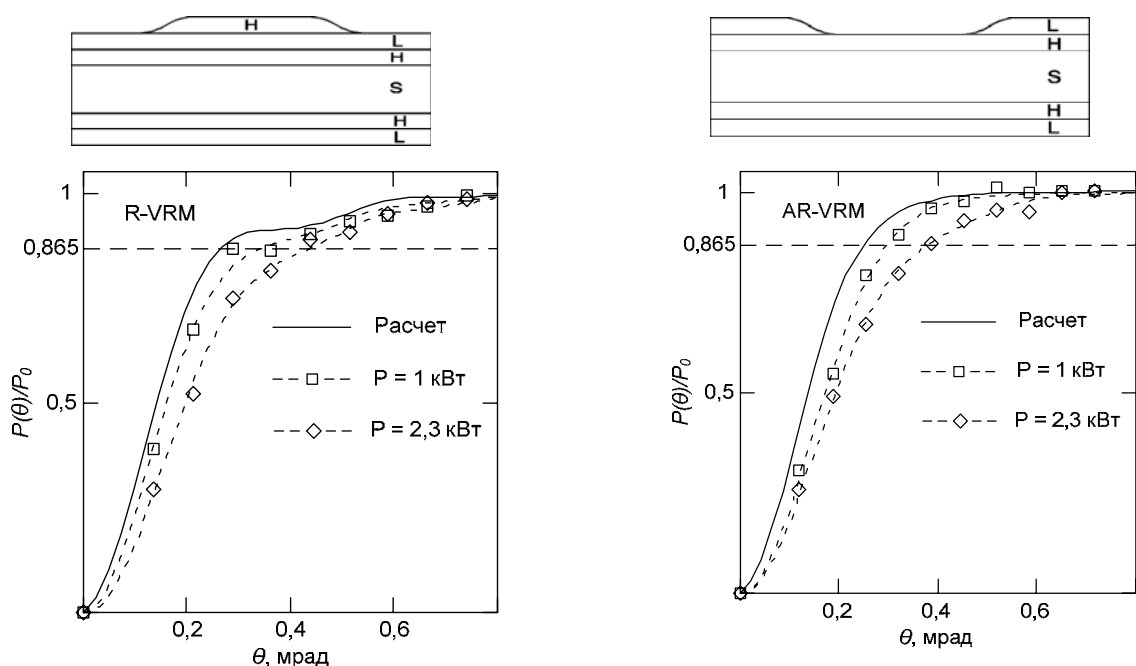 H
L
H
S
H
L
L
H
S
H
L
1
R-VRM
0,865
Расчет
P = 1 кВт
P = 2,3 кВт
0,5
P(θ)/P₀
0,2
0,4
0,6
θ, мрад
1
AR-VRM
0,865
Расчет
P = 1 кВт
P = 2,3 кВт
0,5
P(θ)/P₀
0,2
0,4
0,6
θ, мрад